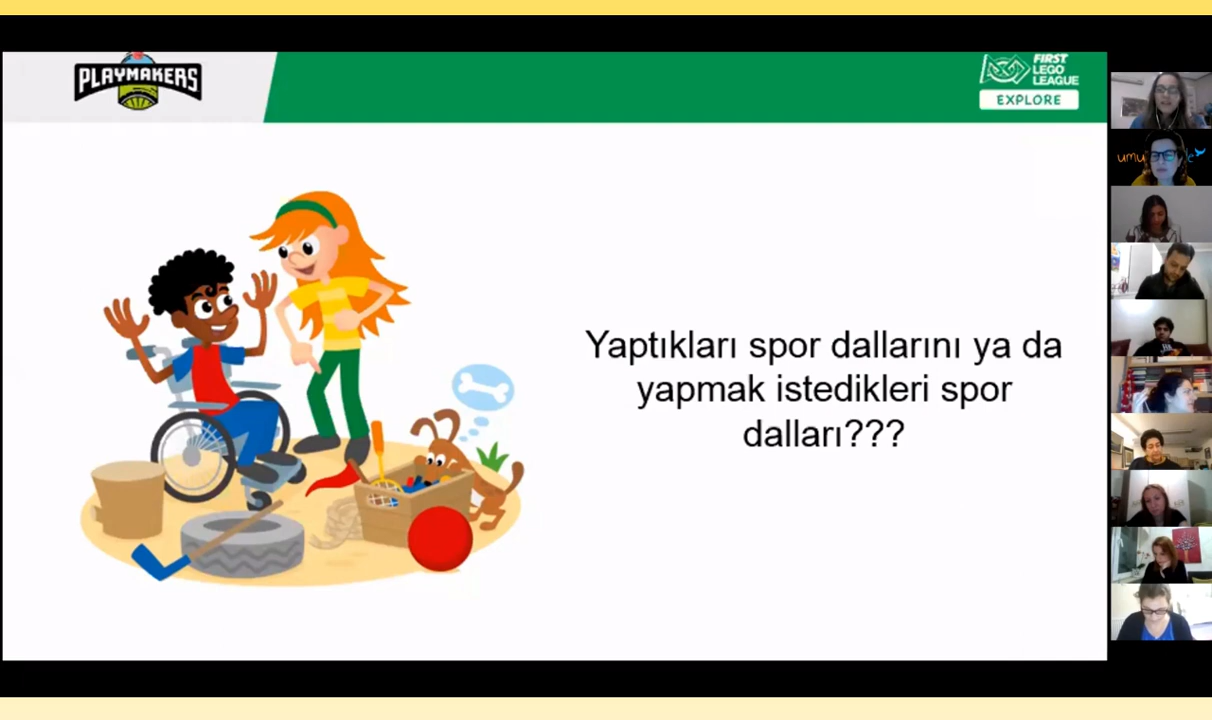 PLAYMAKERS
FIRST
LEGO
LEAGUE
EXPLORE
Yaptıkları spor dallarını ya da
yapmak istedikleri spor
dalları???